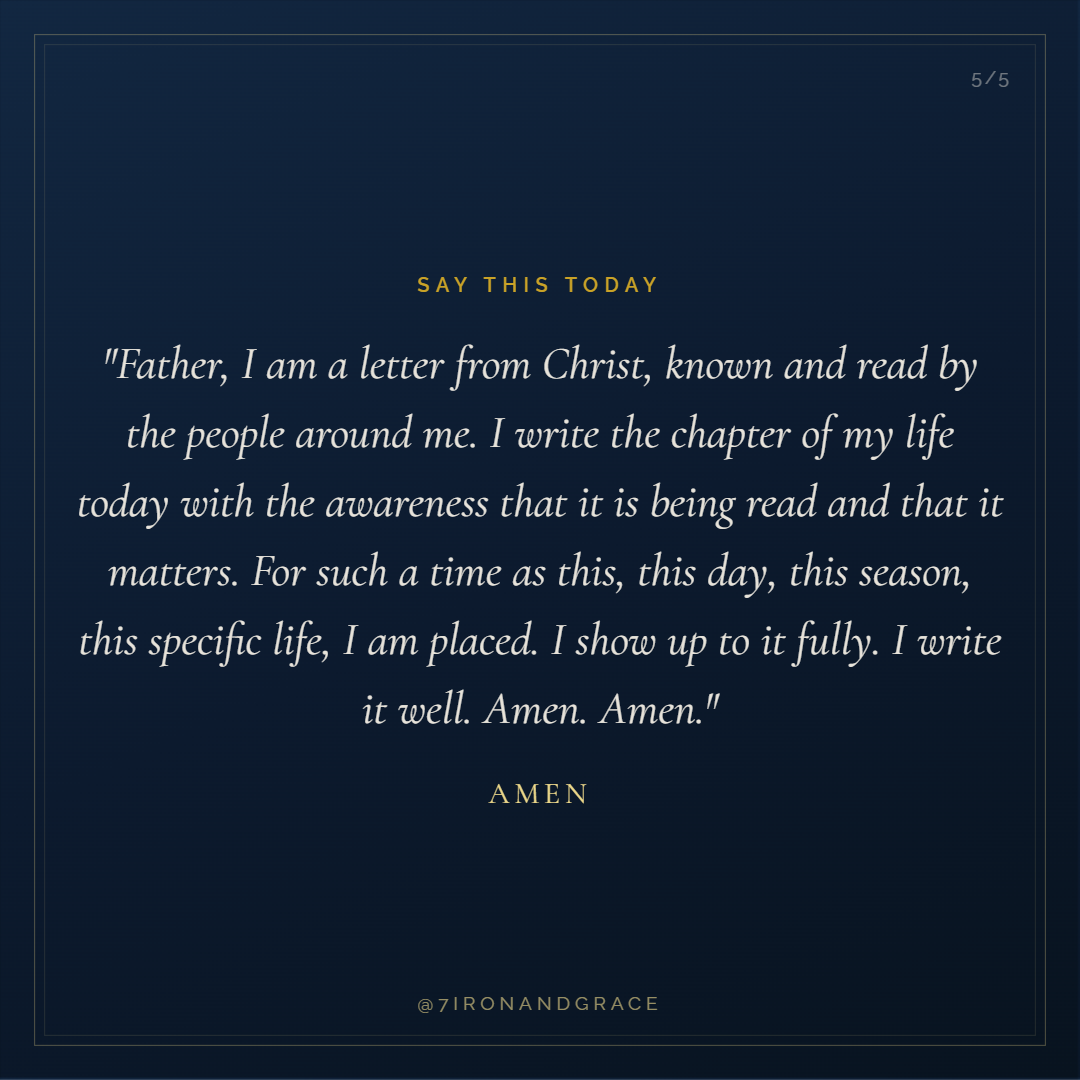 5/5
SAY THIS TODAY
"Father, I am a letter from Christ, known and read by
the people around me. I write the chapter of my life
today with the awareness that it is being read and that it
matters. For such a time as this, this day, this season,
this specific life, I am placed. I show up to it fully. I write
it well. Amen. Amen."
AMEN
@7IRONANDGRACE